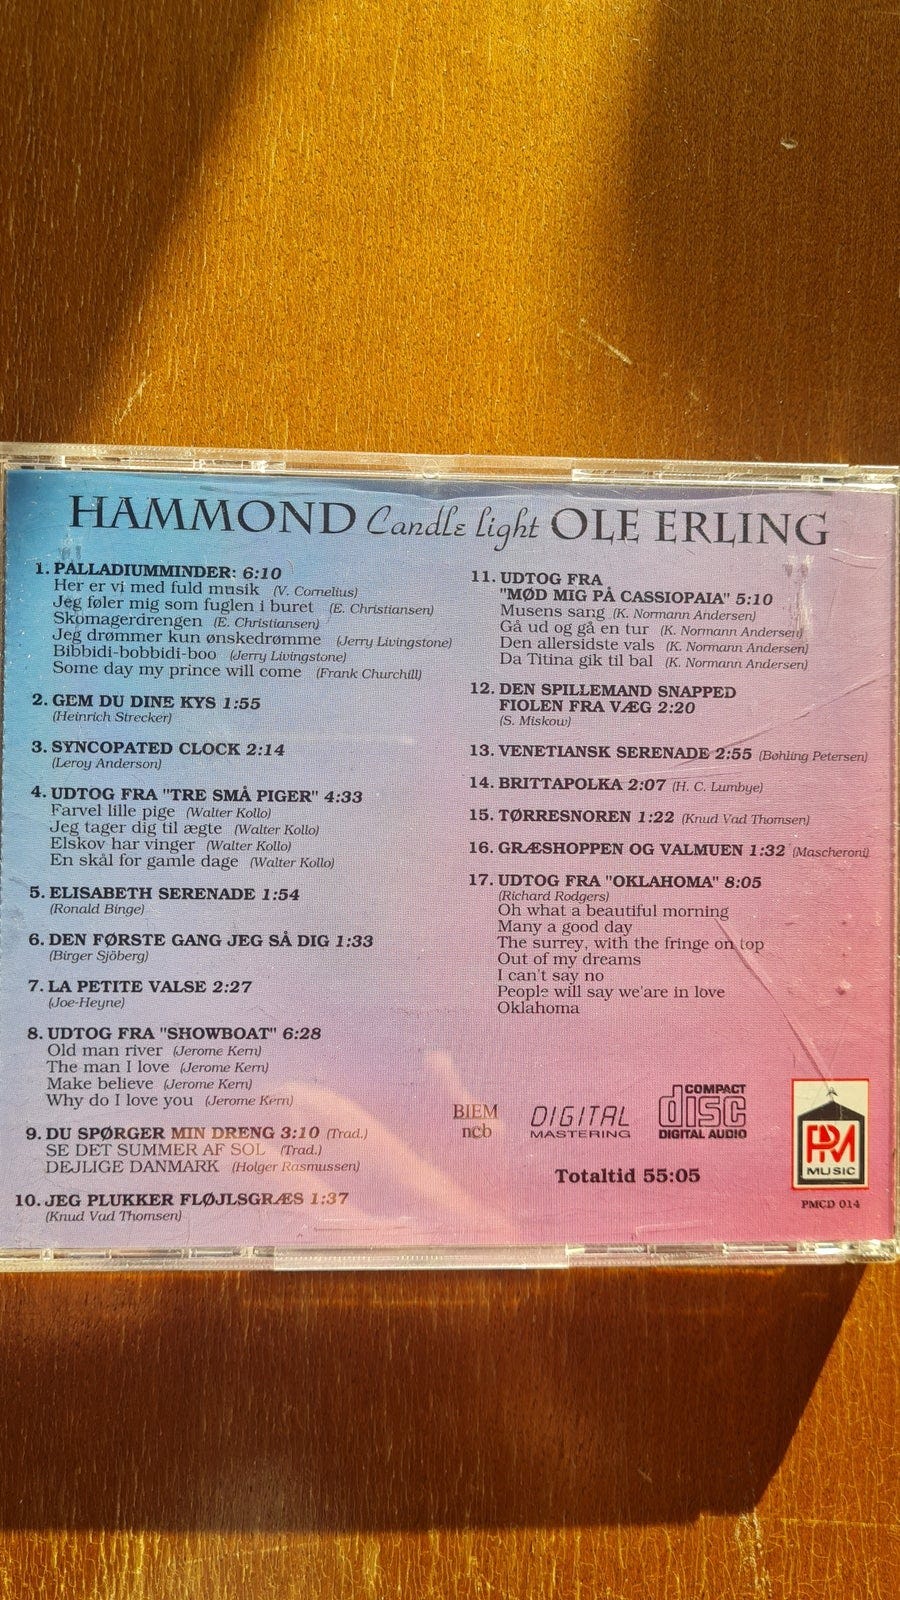 HAMMOND Candle light OLE ERLING
1. PALLADIUMMINDER: 6:10
Her er vi med fuld musik (V. Cornelius)
Jeg føler mig som fuglen i buret (E. Christiansen)
Skomagerdrengen (E. Christiansen)
Jeg drømmer kun ønskedrømme (Jerry Livingstone)
Bibbidi-bobbidi-boo (Jerry Livingstone)
Some day my prince will come (Frank Churchill)
2. GEM DU DINE KYS 1:55
(Heinrich Strecker)
3. SYNCOPATED CLOCK 2:14
(Leroy Anderson)
4. UDTOG FRA "TRE SMÅ PIGER" 4:33
Farvel lille pige (Walter Kollo)
Jeg tager dig til ægte (Walter Kollo)
Elskov har vinger (Walter Kollo)
En skål for gamle dage (Walter Kollo)
5. ELISABETH SERENADE 1:54
(Ronald Binge)
6. DEN FØRSTE GANG JEG SÅ DIG 1:33
(Birger Sjöberg)
7. LA PETITE VALSE 2:27
(Joe-Heyne)
8. UDTOG FRA "SHOWBOAT" 6:28
Old man river (Jerome Kern)
The man I love (Jerome Kern)
Make believe (Jerome Kern)
Why do I love you (Jerome Kern)
9. DU SPØRGER MIN DRENG 3:10 (Trad.)
SE DET SUMMER AF SOL (Trad.)
DEJLIGE DANMARK (Holger Rasmussen)
10. JEG PLUKKER FLØJLSGRÆS 1:37
(Knud Vad Thomsen)
11. UDTOG FRA
"MØD MIG PÅ CASSIOPAIA" 5:10
Musens sang (K. Normann Andersen)
Gå ud og gå en tur (K. Normann Andersen)
Den allersidste vals (K. Normann Andersen)
Da Titina gik til bal (K. Normann Andersen)
12. DEN SPILLEMAND SNAPPED
FIOLEN FRA VÆG 2:20
(S. Miskow)
13. VENETIANSK SERENADE 2:55 (Bøhling Petersen)
14. BRITTAPOLKA 2:07 (H. C. Lumbye)
15. TØRRESNOREN 1:22 (Knud Vad Thomsen)
16. GRÆSHOPPEN OG VALMUEN 1:32 (Mascheroni)
17. UDTOG FRA "OKLAHOMA" 8:05
(Richard Rodgers)
Oh what a beautiful morning
Many a good day
The surrey, with the fringe on top
Out of my dreams
I can't say no
People will say we'are in love
Oklahoma
BIEM
ncb
DIGITAL
MASTERING
COMPACT
disc
DIGITAL AUDIO
Totaltid 55:05
PM
MUSIC
PMCD 014